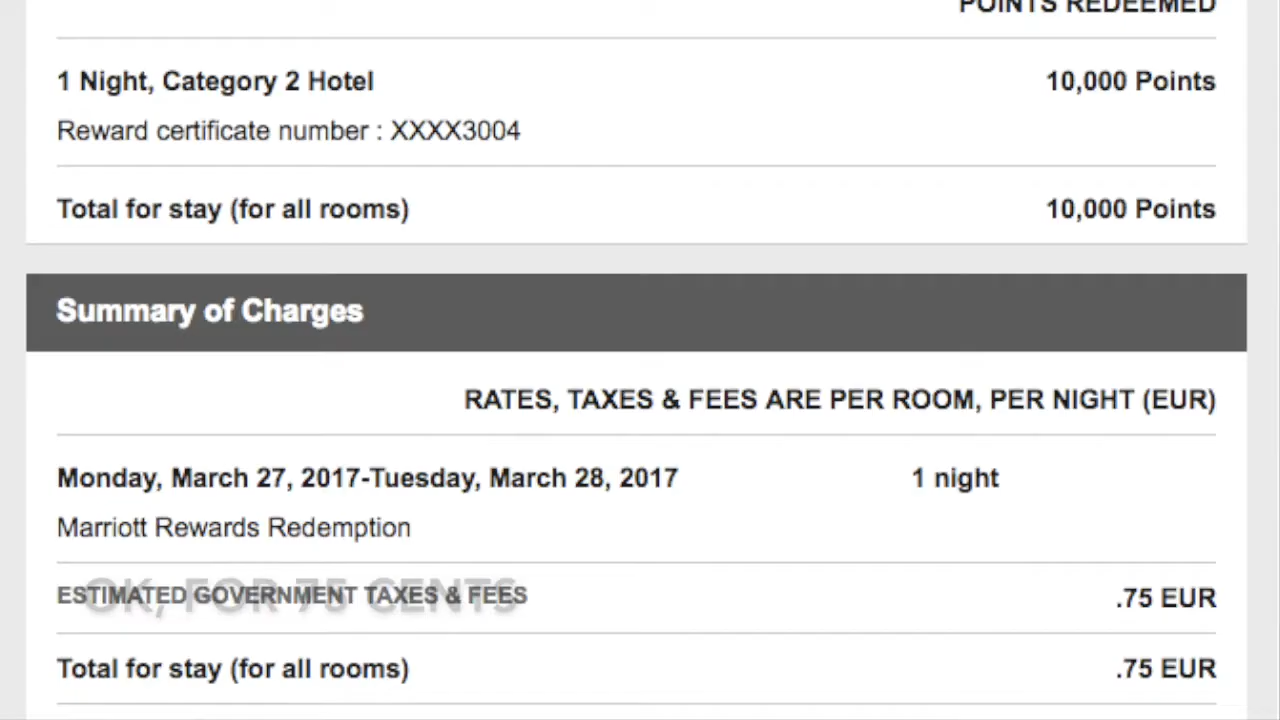 POINTS REDEEMED
1 Night, Category 2 Hotel 10,000 Points
Reward certificate number : XXXX3004
Total for stay (for all rooms) 10,000 Points
Summary of Charges
RATES, TAXES & FEES ARE PER ROOM, PER NIGHT (EUR)
Monday, March 27, 2017-Tuesday, March 28, 2017 1 night
Marriott Rewards Redemption
OK, FOR 75 CENTS
ESTIMATED GOVERNMENT TAXES & FEES .75 EUR
Total for stay (for all rooms) .75 EUR